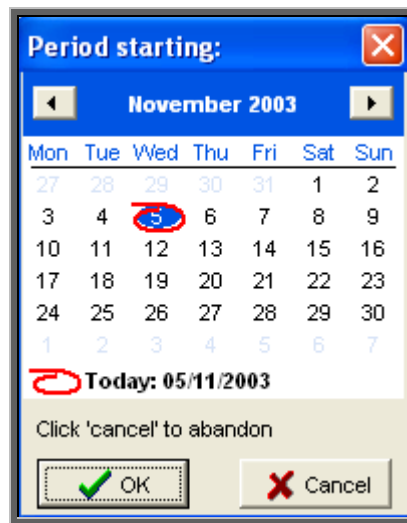 Period starting:
November 2003
Mon Tue Wed Thu Fri Sat Sun
27 28 29 30 31 1 2
3 4 5 6 7 8 9
10 11 12 13 14 15 16
17 18 19 20 21 22 23
24 25 26 27 28 29 30
1 2 3 4 5 6 7
Today: 05/11/2003
Click 'cancel' to abandon
OK Cancel